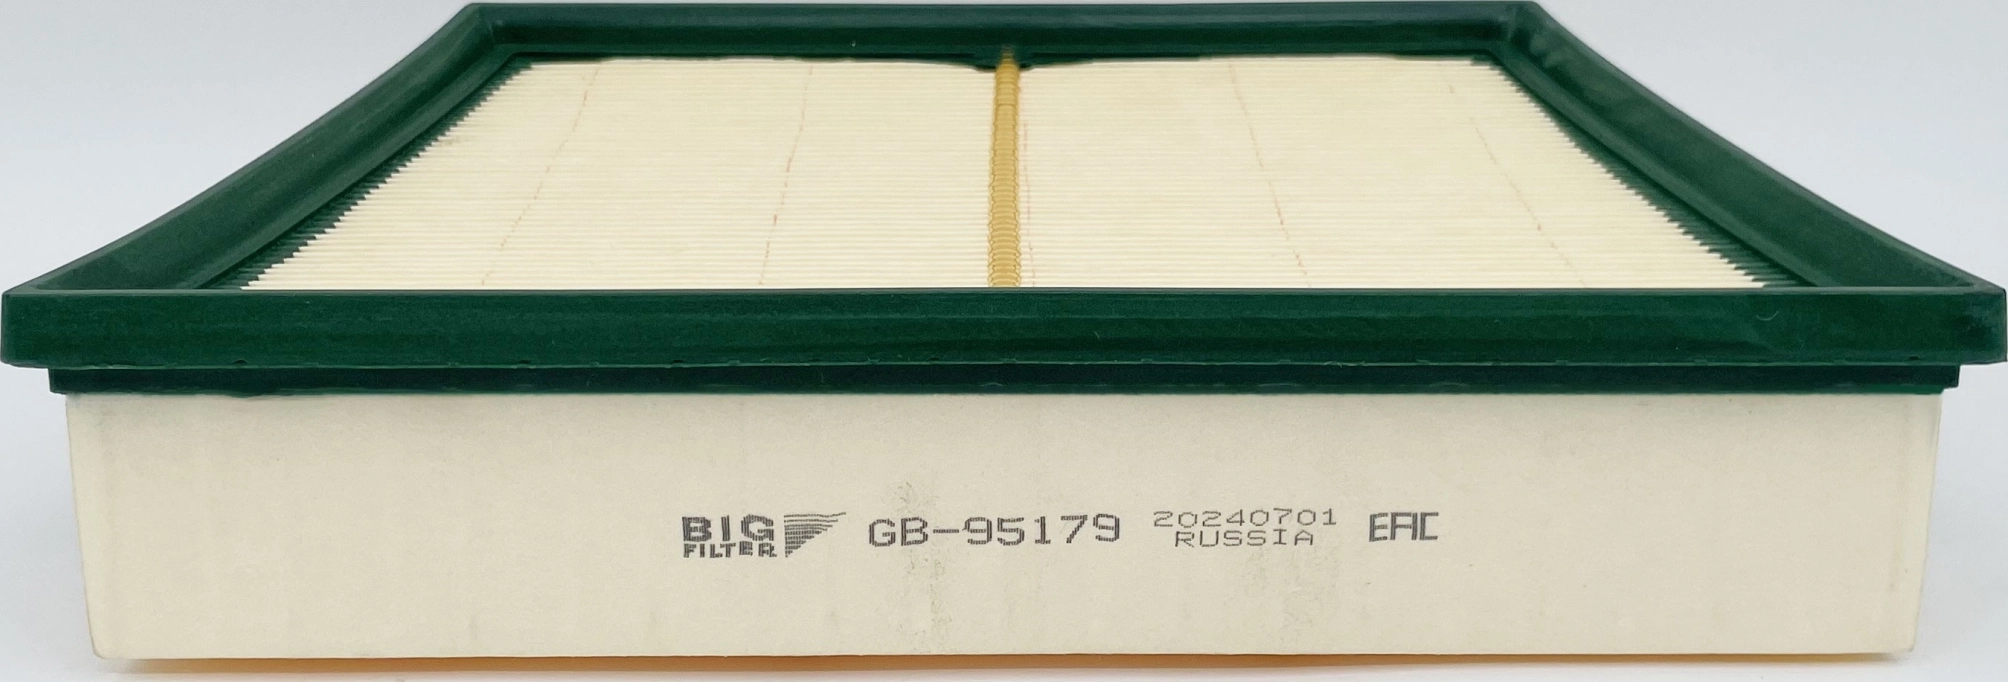 BIG
FILTER
GB-95179
20240701
RUSSIA
EAC